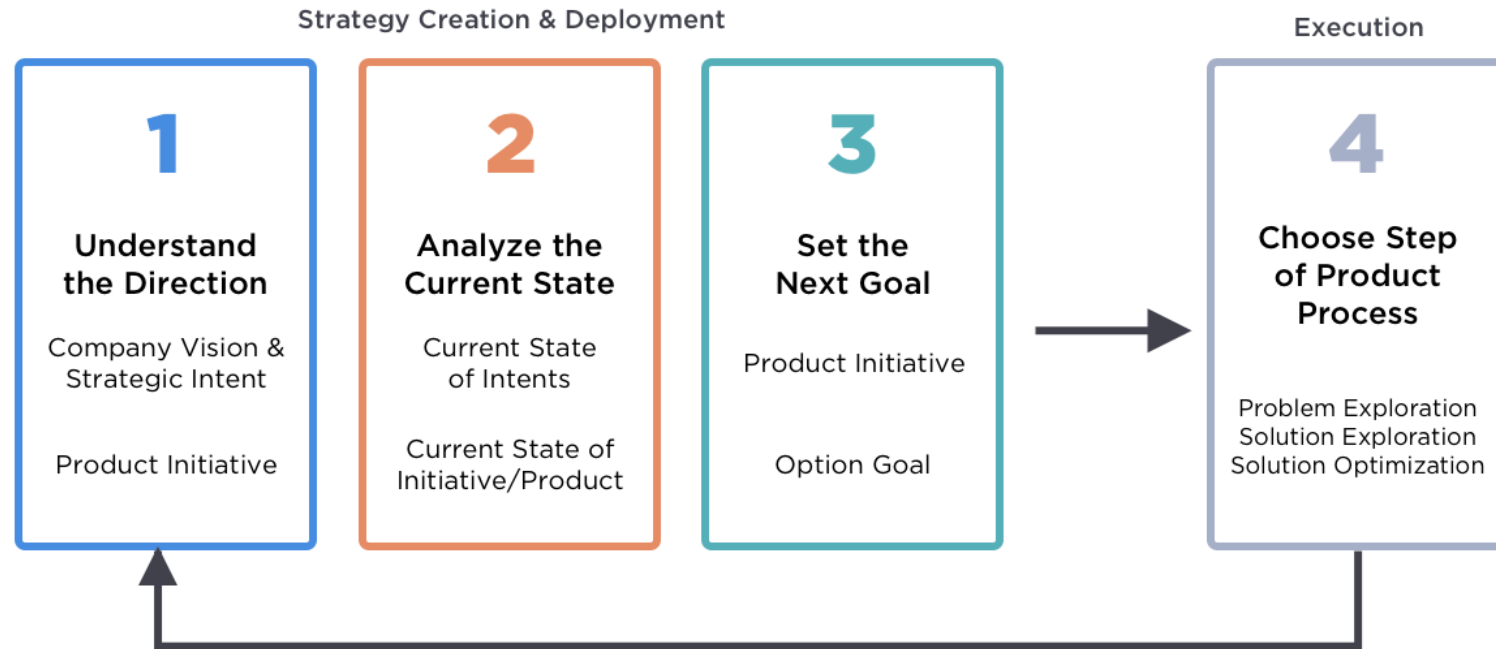 Strategy Creation & Deployment
Execution
1
Understand
the Direction
Company Vision &
Strategic Intent
Product Initiative
2
Analyze the
Current State
Current State
of Intents
Current State of
Initiative/Product
3
Set the
Next Goal
Product Initiative
Option Goal
4
Choose Step
of Product
Process
Problem Exploration
Solution Exploration
Solution Optimization